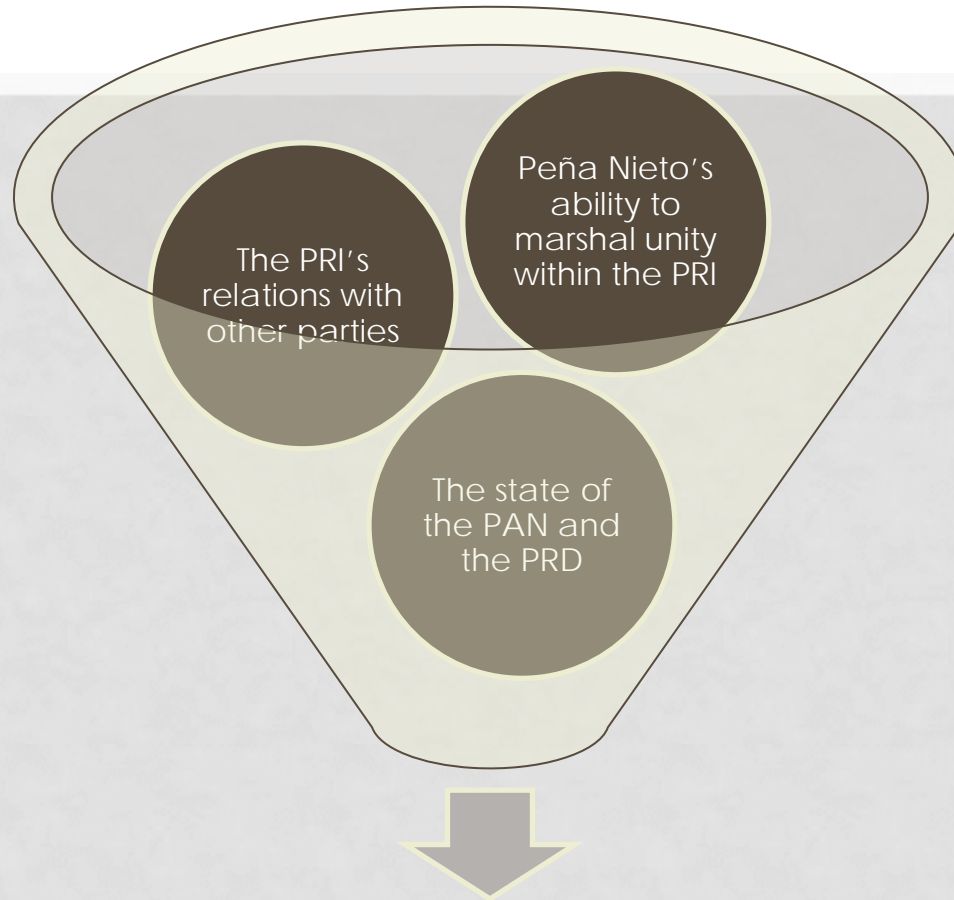 Peña Nieto’s
ability to
marshal unity
within the PRI
The PRI’s
relations with
other parties
The state of
the PAN and
the PRD